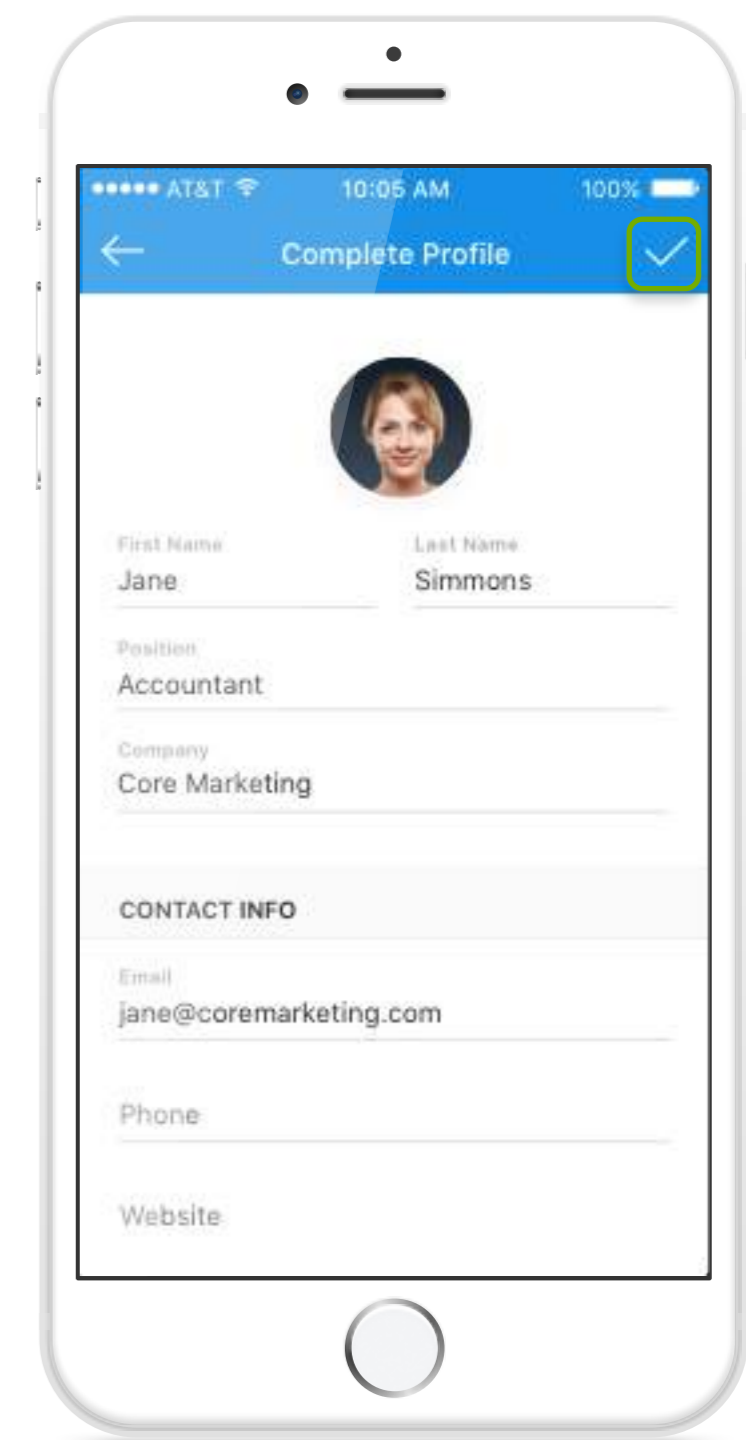 AT&T 10:05 AM 100%
Complete Profile
First Name Last Name
Jane Simmons
Position
Accountant
Company
Core Marketing
CONTACT INFO
Email
jane@coremarketing.com
Phone
Website